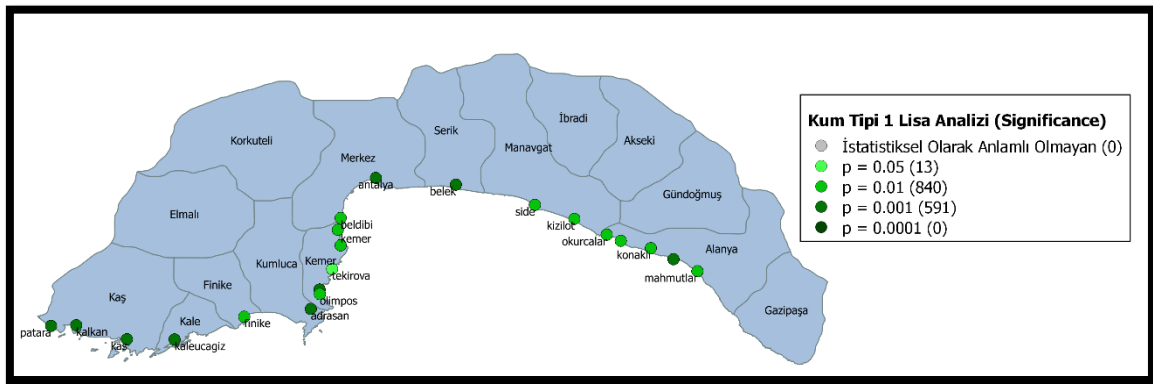 Kum Tipi 1 Lisa Analizi (Significance)
İstatistiksel Olarak Anlamlı Olmayan (0)
p = 0.05 (13)
p = 0.01 (840)
p = 0.001 (591)
p = 0.0001 (0)
Korkuteli
Merkez
Serik
Manavgat
İbradi
Akseki
Gündoğmuş
Elmalı
Alanya
Gazipaşa
Kaş
Finike
Kumluca
Kemer
Kale
antalya
belek
side
kizilot
okurcalar
konakli
mahmutlar
beldibi
kemer
tekirova
olimpos
adrasan
finike
kaleucagiz
kaş
kalkan
patara